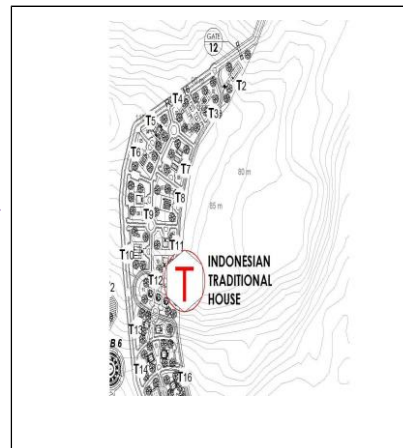 GATE
12
T2
T4
T3
T5
T6
T7
T8
T9
80 m
85 m
T11
T10
T12
T
INDONESIAN
TRADITIONAL
HOUSE
T13
B 6
T14
T16